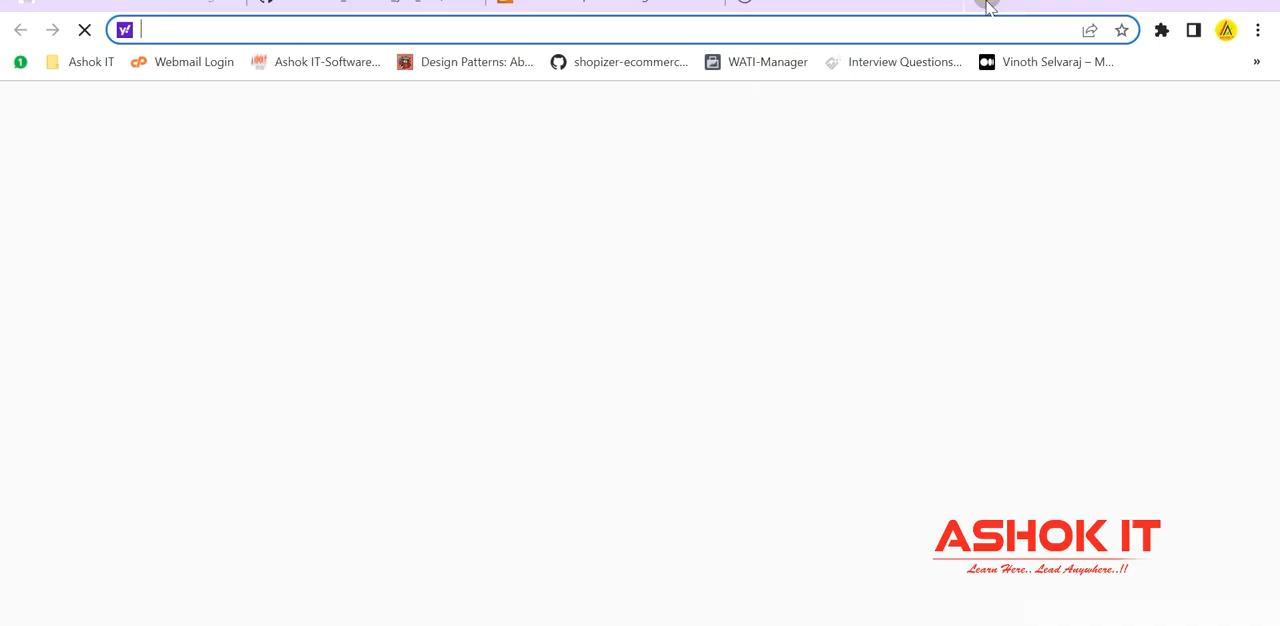 y!
1 Ashok IT Webmail Login Ashok IT-Software... Design Patterns: Ab... shopizer-ecommerc... WATI-Manager Interview Questions... Vinoth Selvaraj – M... »
ASHOK IT
Learn Here.. Lead Anywhere..!!